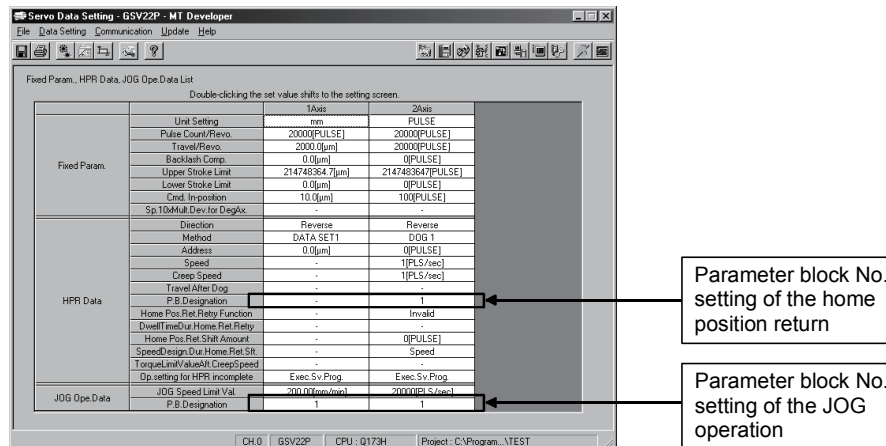 Servo Data Setting - GSV22P - MT Developer
File Data Setting Communication Update Help
Fixed Param., HPR Data, JOG Ope.Data List
Double-clicking the set value shifts to the setting screen.
1Axis 2Axis
Fixed Param.
Unit Setting mm PULSE
Pulse Count/Revo. 20000[PULSE] 20000[PULSE]
Travel/Revo. 2000.0[µm] 20000[PULSE]
Backlash Comp. 0.0[µm] 0[PULSE]
Upper Stroke Limit 214748364.7[µm] 2147483647[PULSE]
Lower Stroke Limit 0.0[µm] 0[PULSE]
Cmd. In-position 10.0[µm] 100[PULSE]
Sp.10xMult.Dev.for DegAx. - -
HPR Data
Direction Reverse Reverse
Method DATA SET1 DOG 1
Address 0.0[µm] 0[PULSE]
Speed - 1[PLS/sec]
Creep Speed - 1[PLS/sec]
Travel After Dog - -
P.B.Designation - 1
Home Pos.Ret.Retry Function - Invalid
DwellTimeDur.Home.Ret.Retry - -
Home Pos.Ret.Shift Amount - 0[PULSE]
SpeedDesign.Dur.Home.Ret.Sft. - Speed
TorqueLimitValueAft.CreepSpeed - -
Op.setting for HPR incomplete Exec.Sv.Prog. Exec.Sv.Prog.
JOG Ope.Data
JOG Speed Limit Val. 200.00[mm/min] 20000[PLS/sec]
P.B.Designation 1 1
CH.0 GSV22P CPU : Q173H Project : C:\Program...\TEST
Parameter block No.
setting of the home
position return
Parameter block No.
setting of the JOG
operation